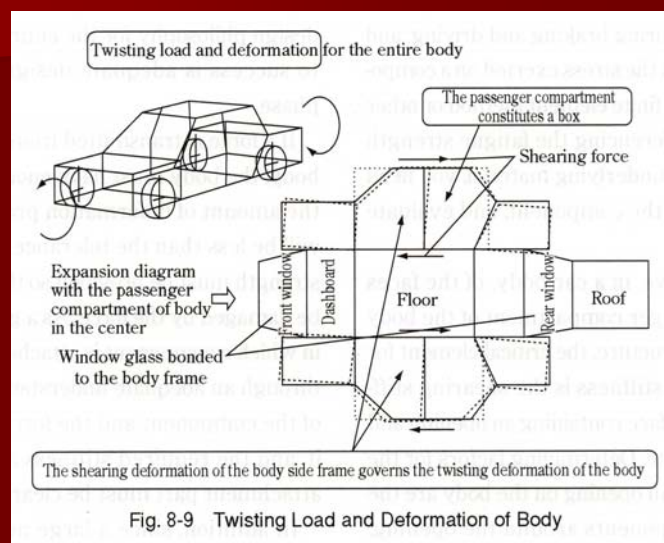 Twisting load and deformation for the entire body
The passenger compartment
constitutes a box
Shearing force
Expansion diagram
with the passenger
compartment of body
in the center
Front window
Dashboard
Floor
Rear window
Roof
Window glass bonded
to the body frame
The shearing deformation of the body side frame governs the twisting deformation of the body
Fig. 8-9 Twisting Load and Deformation of Body